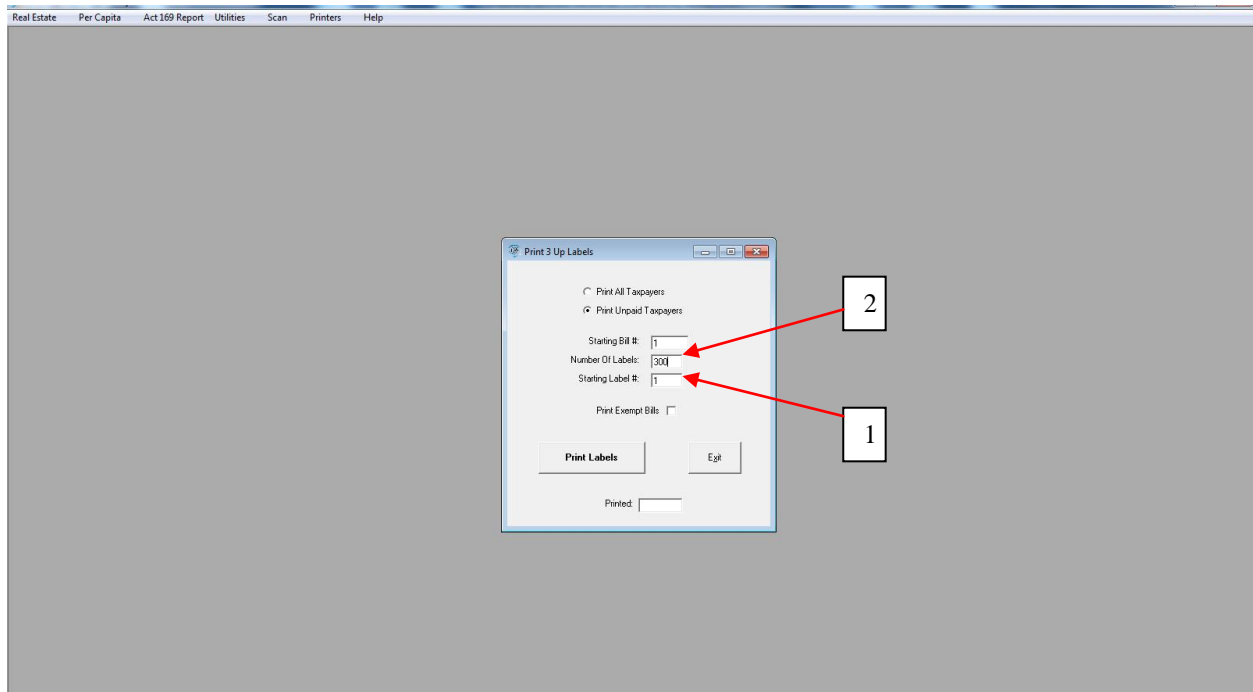 Real Estate Per Capita Act 169 Report Utilities Scan Printers Help
Print 3 Up Labels
Print All Taxpayers
Print Unpaid Taxpayers
2
Starting Bill #: 1
Number Of Labels: 300
Starting Label #: 1
Print Exempt Bills
1
Print Labels Exit
Printed: